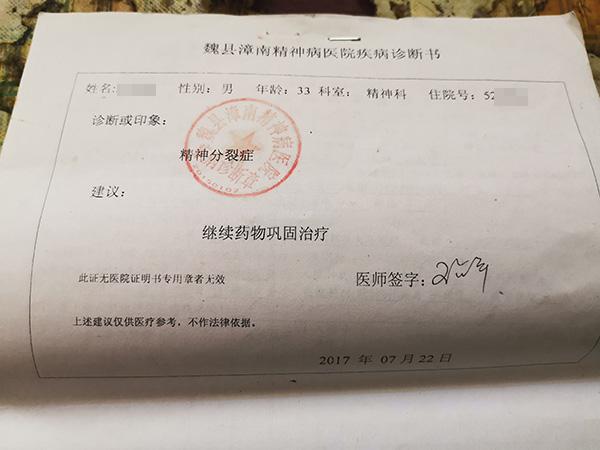 魏县漳南精神病医院疾病诊断书
姓名: 性别: 男 年龄: 33 科室: 精神科 住院号: 52
诊断或印象:
精神分裂症
建议:
继续药物巩固治疗
此证无医院证明书专用章者无效
医师签字:
上述建议仅供医疗参考，不作法律依据。
2017 年 07 月 22 日